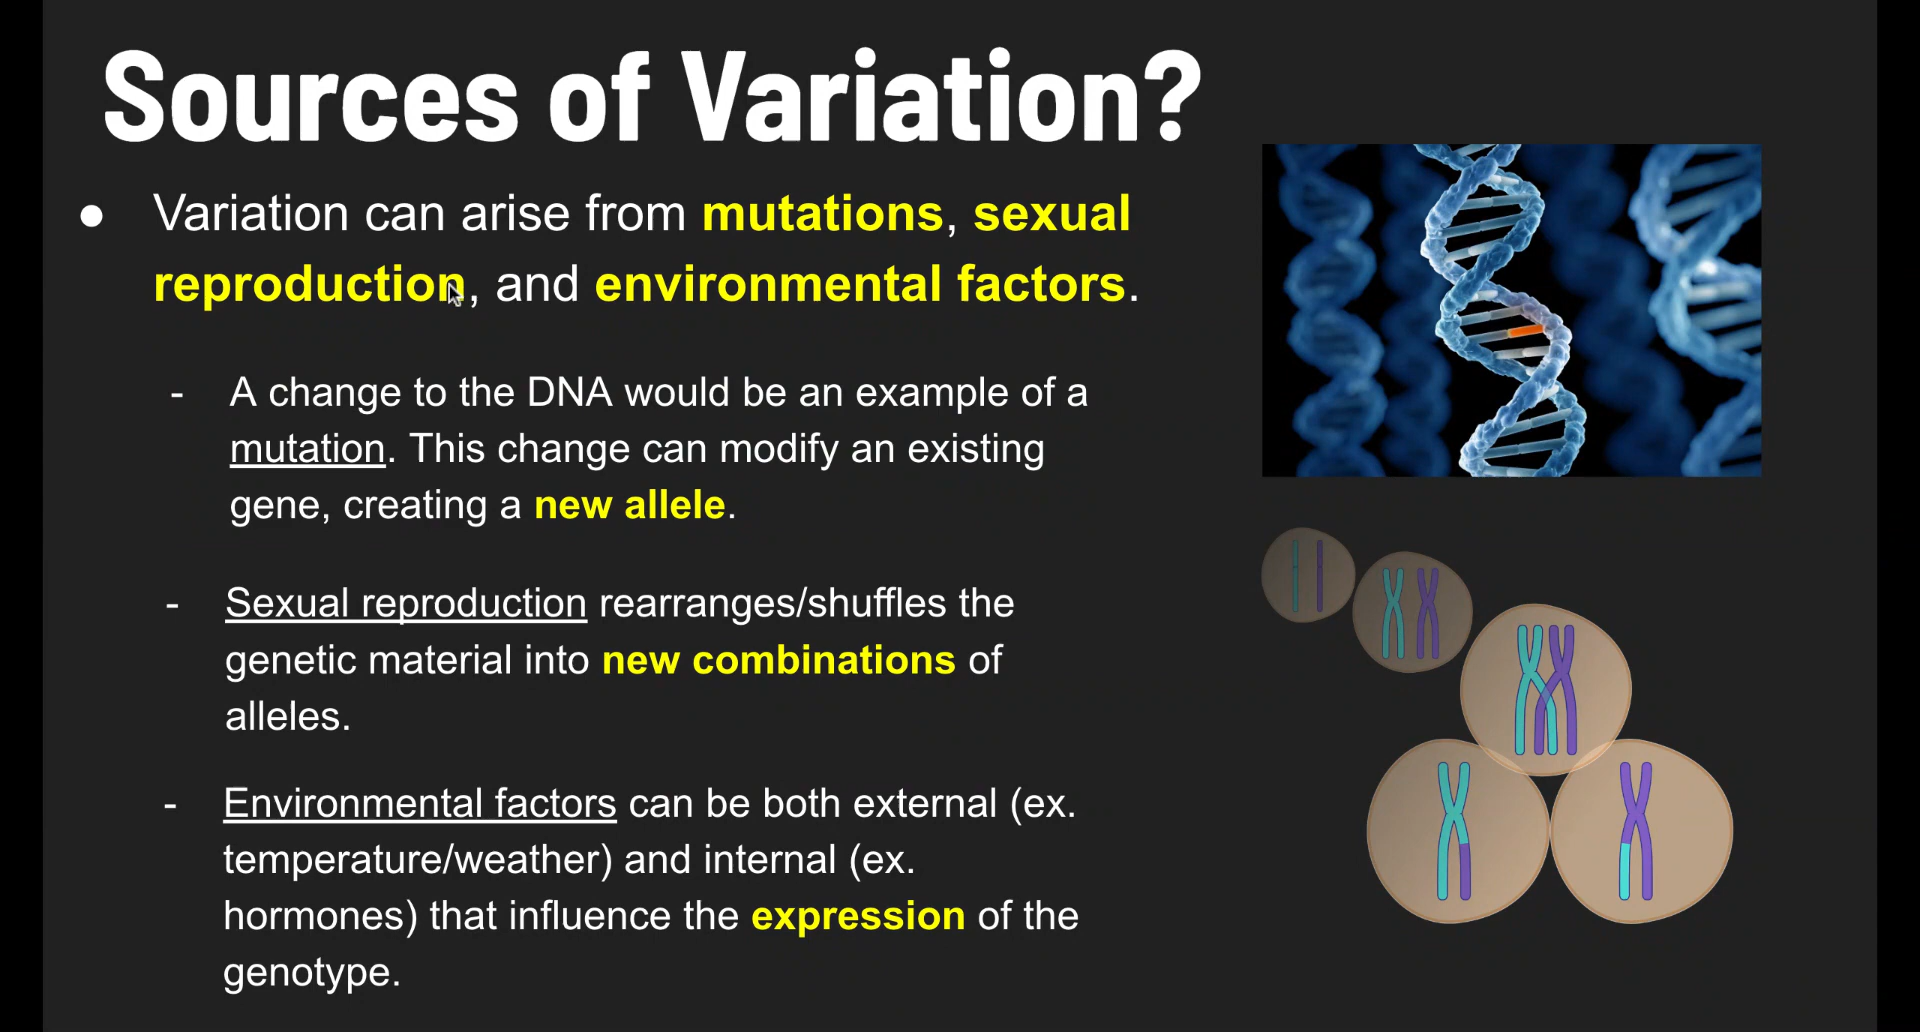 Sources of Variation?
● Variation can arise from mutations, sexual
reproduction, and environmental factors.
- A change to the DNA would be an example of a
mutation. This change can modify an existing
gene, creating a new allele.
- Sexual reproduction rearranges/shuffles the
genetic material into new combinations of
alleles.
- Environmental factors can be both external (ex.
temperature/weather) and internal (ex.
hormones) that influence the expression of the
genotype.